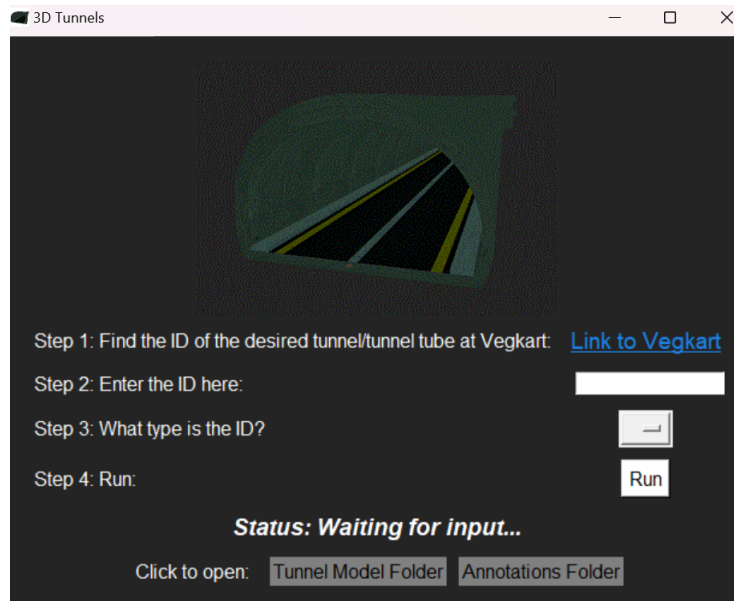 3D Tunnels
Step 1: Find the ID of the desired tunnel/tunnel tube at Vegkart: Link to Vegkart
Step 2: Enter the ID here:
Step 3: What type is the ID?
Step 4: Run: Run
Status: Waiting for input...
Click to open: Tunnel Model Folder Annotations Folder